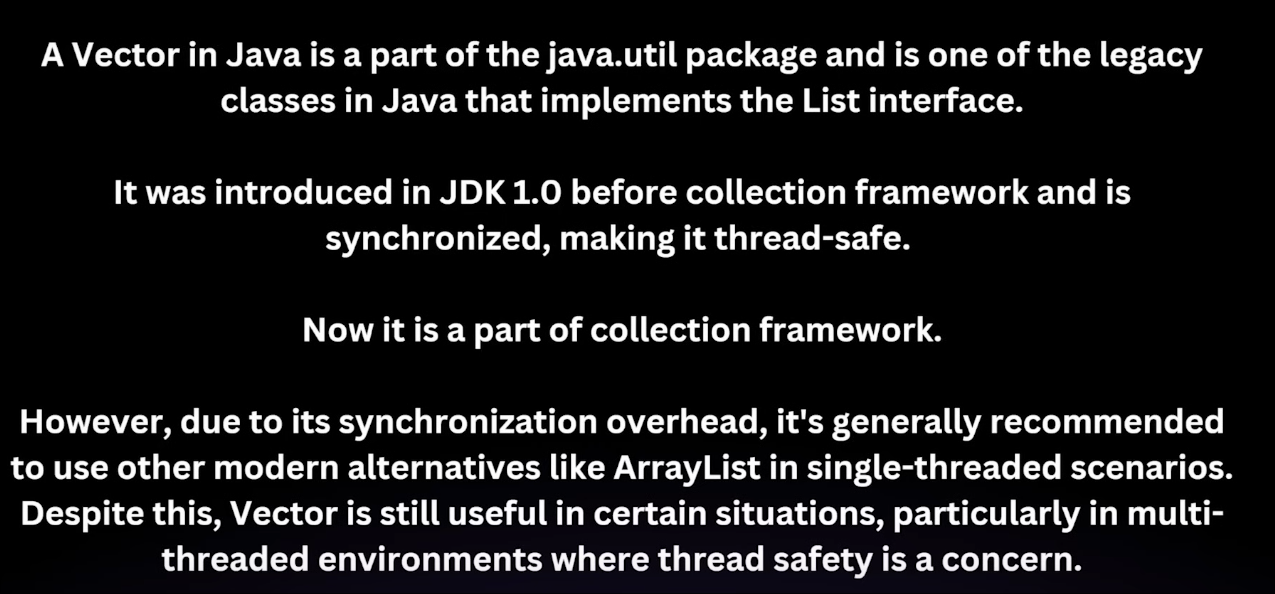 A Vector in Java is a part of the java.util package and is one of the legacy
classes in Java that implements the List interface.
It was introduced in JDK 1.0 before collection framework and is
synchronized, making it thread-safe.
Now it is a part of collection framework.
However, due to its synchronization overhead, it's generally recommended
to use other modern alternatives like ArrayList in single-threaded scenarios.
Despite this, Vector is still useful in certain situations, particularly in multi-
threaded environments where thread safety is a concern.